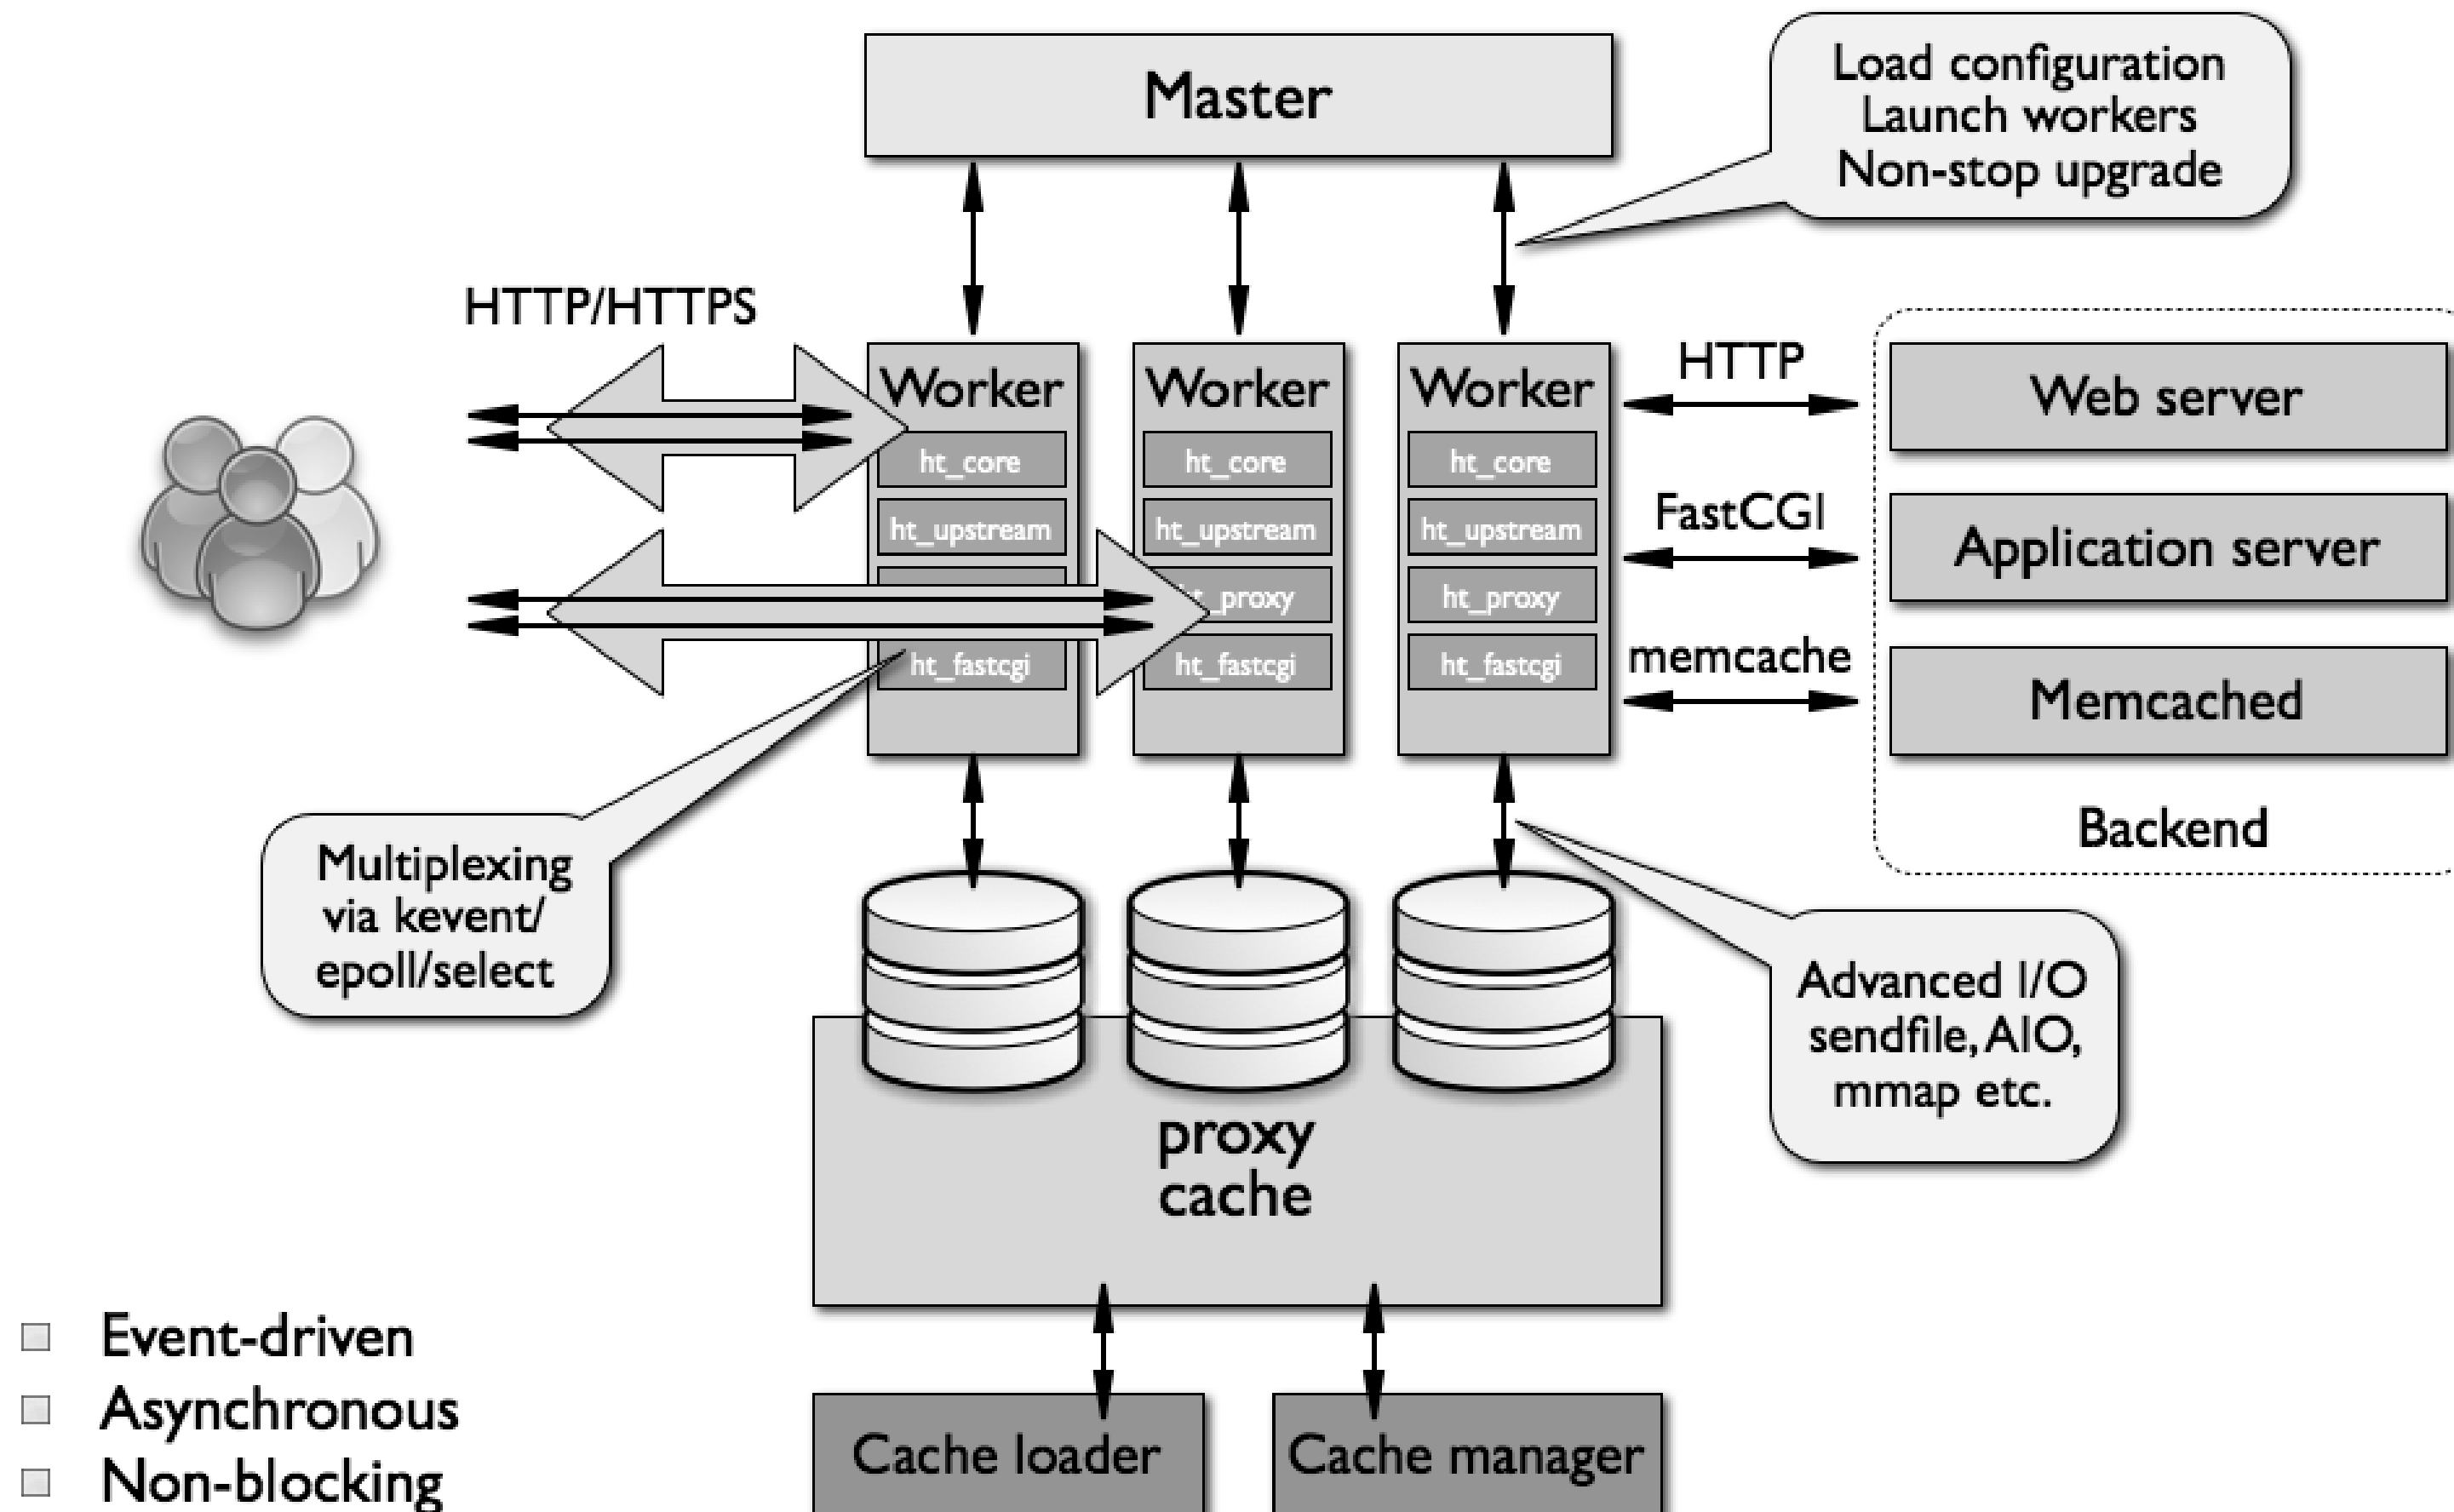 Master
Load configuration
Launch workers
Non-stop upgrade
HTTP/HTTPS
Worker
ht_core
ht_upstream
ht_fastcgi
Worker
ht_core
ht_upstream
_proxy
ht_fastcgi
Worker
ht_core
ht_upstream
ht_proxy
ht_fastcgi
HTTP
FastCGI
memcache
Web server
Application server
Memcached
Backend
Multiplexing
via kevent/
epoll/select
Advanced I/O
sendfile, AIO,
mmap etc.
proxy
cache
Cache loader
Cache manager
Event-driven
Asynchronous
Non-blocking